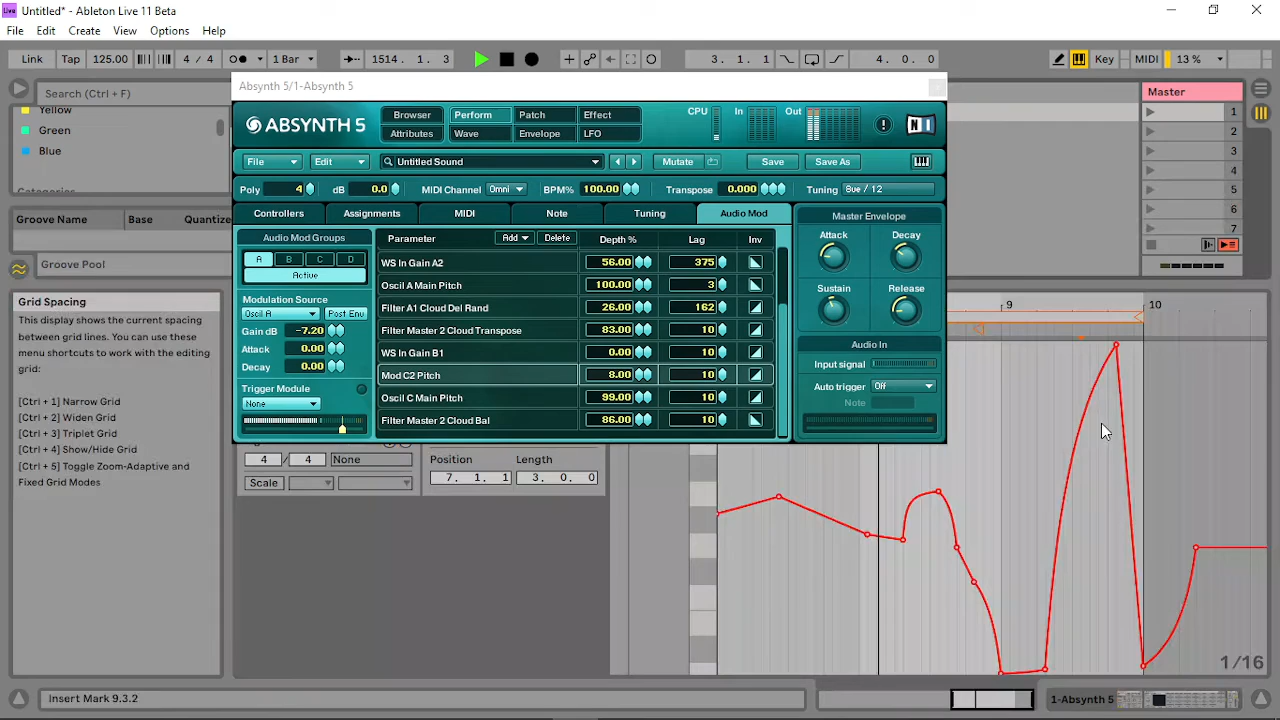 Live Untitled* - Ableton Live 11 Beta
File Edit Create View Options Help
Link Tap 125.00 4 / 4 1 Bar 1514. 1. 3 3. 1. 1 4. 0. 0 Key MIDI 13 %
Search (Ctrl + F)
Yellow
Green
Blue
Categories
Groove Name Base Quantize
Groove Pool
Grid Spacing
This display shows the current spacing
between grid lines. You can use these
menu shortcuts to work with the editing
grid:
[Ctrl + 1] Narrow Grid
[Ctrl + 2] Widen Grid
[Ctrl + 3] Triplet Grid
[Ctrl + 4] Show/Hide Grid
[Ctrl + 5] Toggle Zoom-Adaptive and
Fixed Grid Modes
Absynth 5/1-Absynth 5
ABSYNTH 5
Browser Perform Patch Effect
Attributes Wave Envelope LFO
CPU In Out
NI
File Edit Untitled Sound Mutate Save Save As
Poly 4 dB 0.0 MIDI Channel Omni BPM% 100.00 Transpose 0.000 Tuning 8ve / 12
Controllers Assignments MIDI Note Tuning Audio Mod
Audio Mod Groups
A B C D
Active
Modulation Source
Oscil A Post Env
Gain dB -7.20
Attack 0.00
Decay 0.00
Trigger Module
None
Parameter Add Delete Depth % Lag Inv
WS In Gain A2 56.00 375
Oscil A Main Pitch 100.00 3
Filter A1 Cloud Del Rand 26.00 162
Filter Master 2 Cloud Transpose 83.00 10
WS In Gain B1 0.00 10
Mod C2 Pitch 8.00 10
Oscil C Main Pitch 99.00 10
Filter Master 2 Cloud Bal 86.00 10
Master Envelope
Attack Decay
Sustain Release
Audio In
Input signal
Auto trigger Off
Note
Master
1
2
3
4
5
6
7
4 / 4 None
Scale
Position Length
7. 1. 1 3. 0. 0
9 10
1/16
Insert Mark 9.3.2
1-Absynth 5